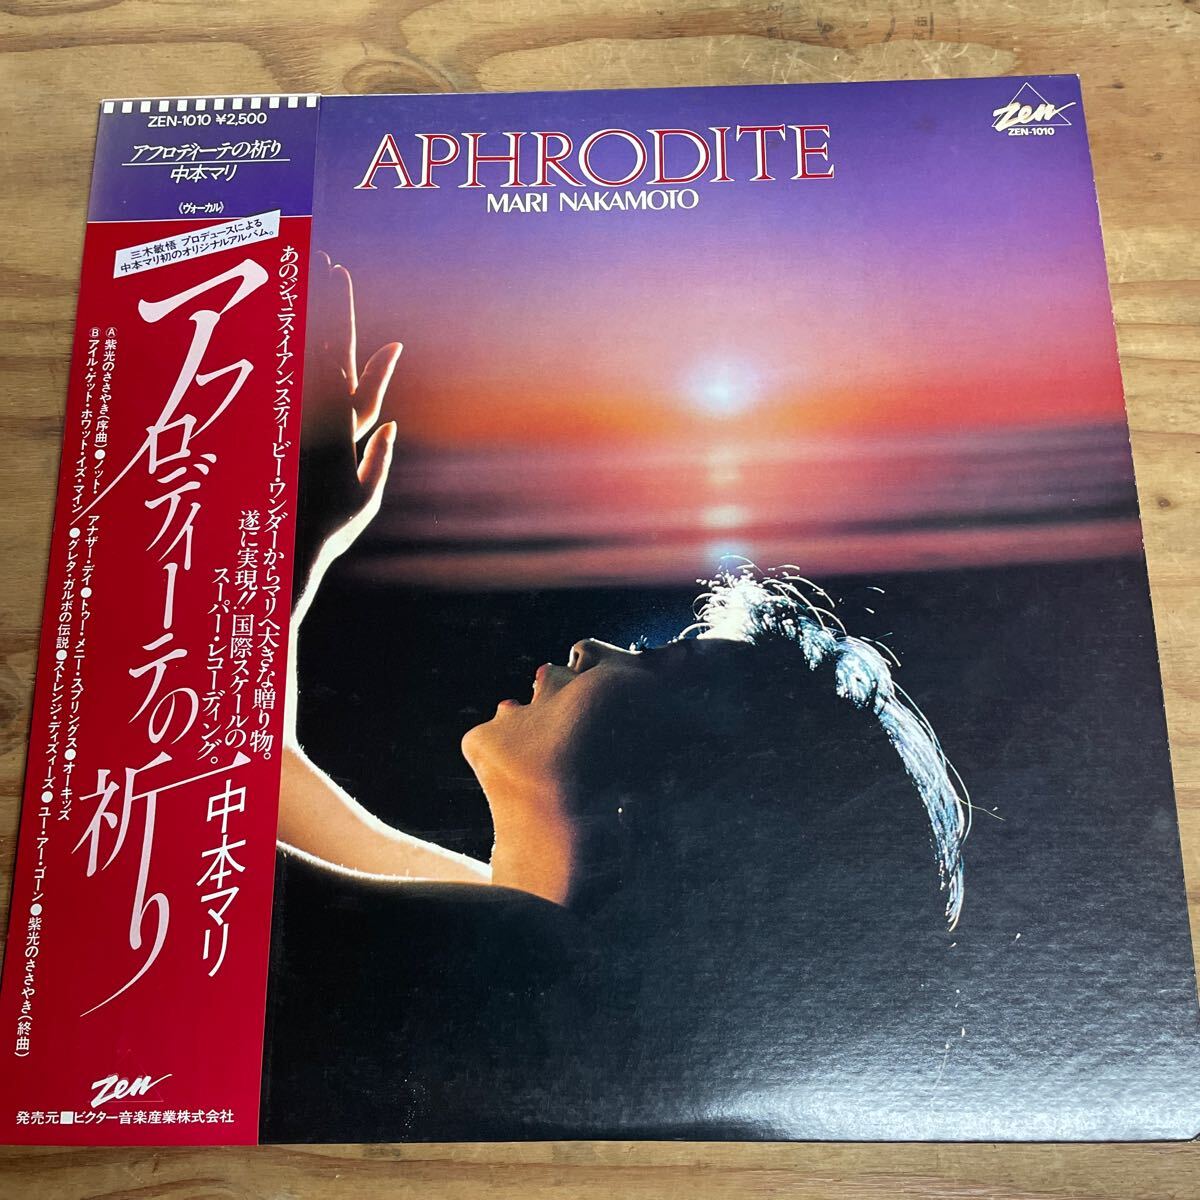 ZEN-1010 ¥2,500
アフロディーテの祈り
中本マリ
《ヴォーカル》
三木敏悟 プロデュースによる
中本マリ初のオリジナルアルバム。
アフロディーテの祈り
中本マリ
あのジャニス・イアン、スティービー・ワンダーからマリへ大きな贈り物。
遂に実現!!国際スケールの
スーパー・レコーディング。
Ⓐ紫光のささやき(序曲)●ノット・アナザー・デイ●トゥー・メニー・スプリングス●オーキッズ
Ⓑアイル・ゲット・ホワット・イズ・マイン●グレタ・ガルボの伝説●ストレンジ・ディズィーズ●ユー・アー・ゴーン●紫光のささやき(終曲)
Zen
発売元■ビクター音楽産業株式会社
APHRODITE
MARI NAKAMOTO
Zen
ZEN-1010